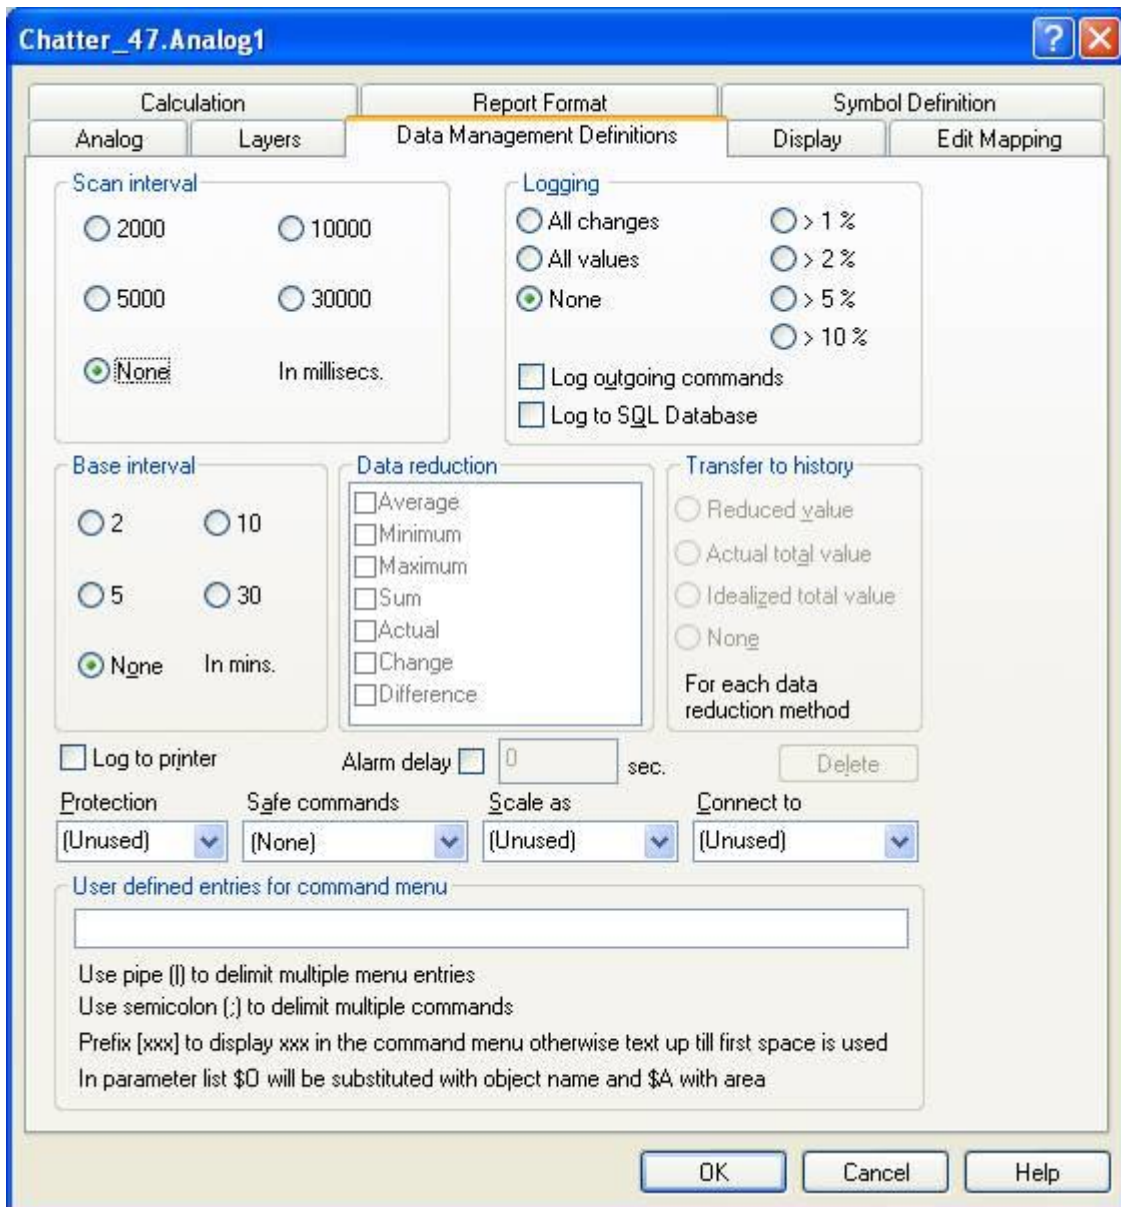 Chatter_47.Analog1
Calculation
Report Format
Symbol Definition
Analog
Layers
Data Management Definitions
Display
Edit Mapping
Scan interval
2000
10000
5000
30000
None
In millisecs.
Logging
All changes
> 1 %
All values
> 2 %
None
> 5 %
> 10 %
Log outgoing commands
Log to SQL Database
Base interval
2
10
5
30
None
In mins.
Data reduction
Average
Minimum
Maximum
Sum
Actual
Change
Difference
Transfer to history
Reduced value
Actual total value
Idealized total value
None
For each data
reduction method
Log to printer
Alarm delay
0
sec.
Delete
Protection
Safe commands
Scale as
Connect to
(Unused)
(None)
(Unused)
(Unused)
User defined entries for command menu
Use pipe (|) to delimit multiple menu entries
Use semicolon (;) to delimit multiple commands
Prefix [xxx] to display xxx in the command menu otherwise text up till first space is used
In parameter list $O will be substituted with object name and $A with area
OK
Cancel
Help